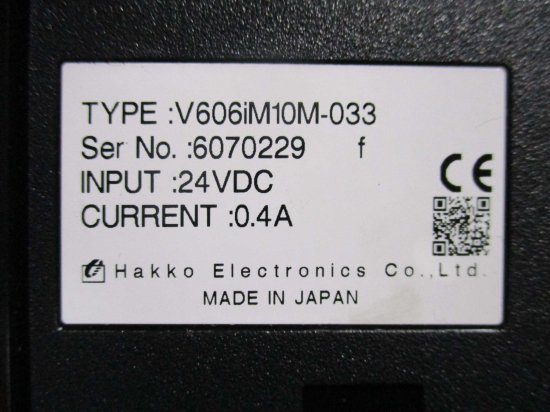 TYPE :V606iM10M-033
Ser No. :6070229 f
INPUT :24VDC
CURRENT :0.4A
CE
Hakko Electronics Co.,Ltd.
MADE IN JAPAN